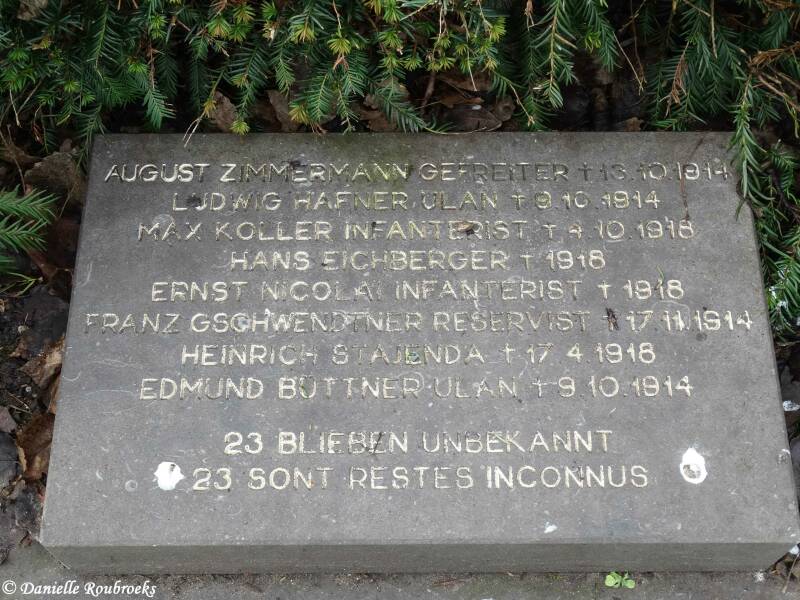 AUGUST ZIMMERMANN GEFREITER † 13.10.1914
LUDWIG HAFNER ULAN † 9.10.1914
MAX KOLLER INFANTERIST † 4.10.1918
HANS EICHBERGER † 1918
ERNST NICOLAI INFANTERIST † 1918
FRANZ GSCHWENDTNER RESERVIST † 17.11.1914
HEINRICH STAJENDA † 17.4.1918
EDMUND BÜTTNER ULAN † 9.10.1914
23 BLIEBEN UNBEKANNT
23 SONT RESTES INCONNUS
© Danielle Roubroeks